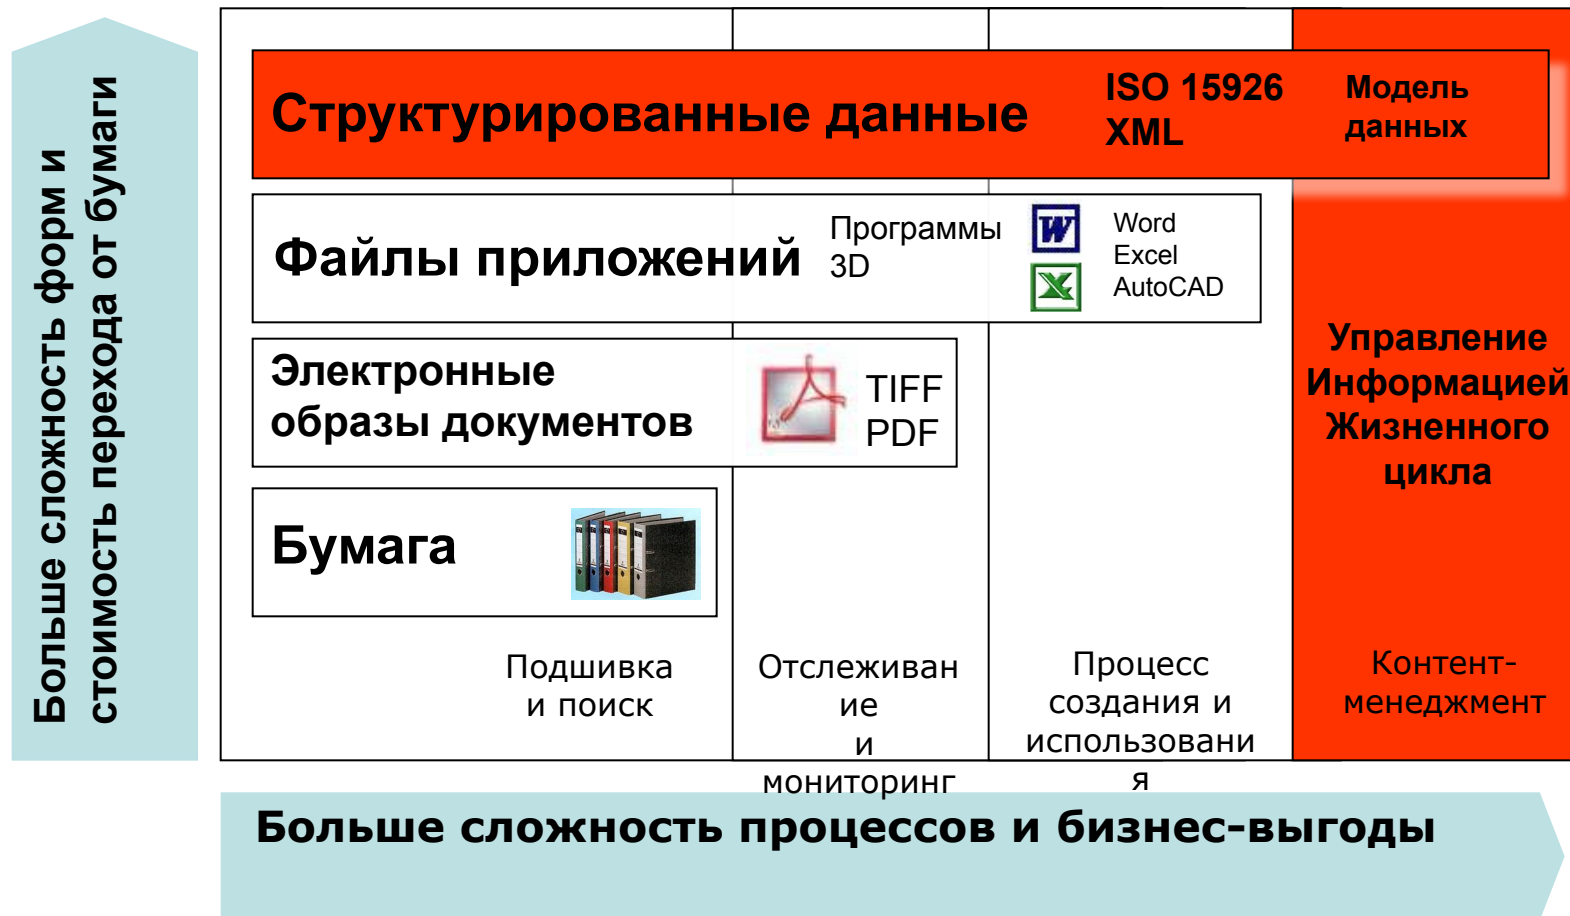 Больше сложность форм и
стоимость перехода от бумаги
Структурированные данные
ISO 15926
XML
Модель
данных
Файлы приложений
Программы
3D
Word
Excel
AutoCAD
Электронные
образы документов
TIFF
PDF
Управление
Информацией
Жизненного
цикла
Бумага
Подшивка
и поиск
Отслеживан
ие
и
мониторинг
Процесс
создания и
использовани
я
Контент-
менеджмент
Больше сложность процессов и бизнес-выгоды